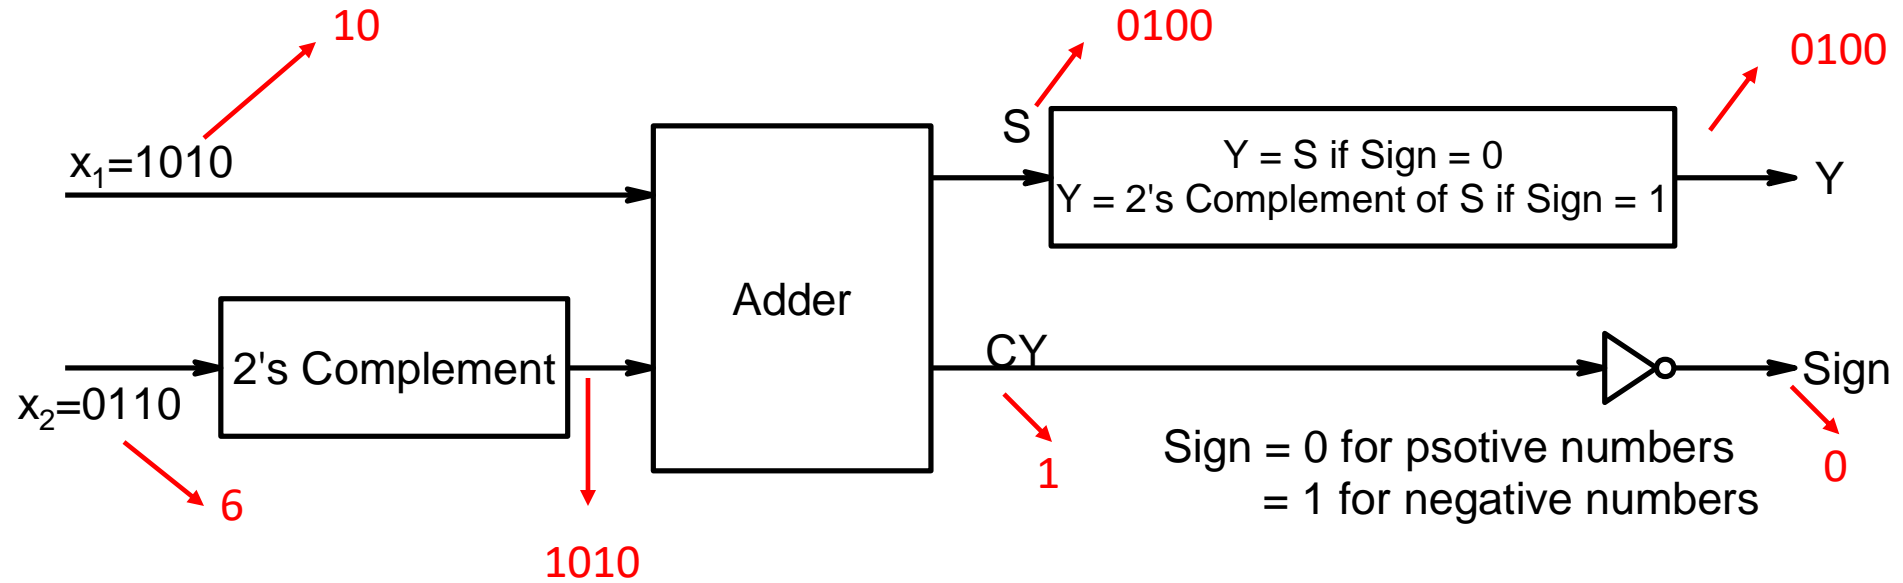 10
0100
0100
x₁=1010
S
Y = S if Sign = 0
Y = 2's Complement of S if Sign = 1
Y
Adder
2's Complement
CY
Sign
x₂=0110
6
1010
1
Sign = 0 for psotive numbers
= 1 for negative numbers
0